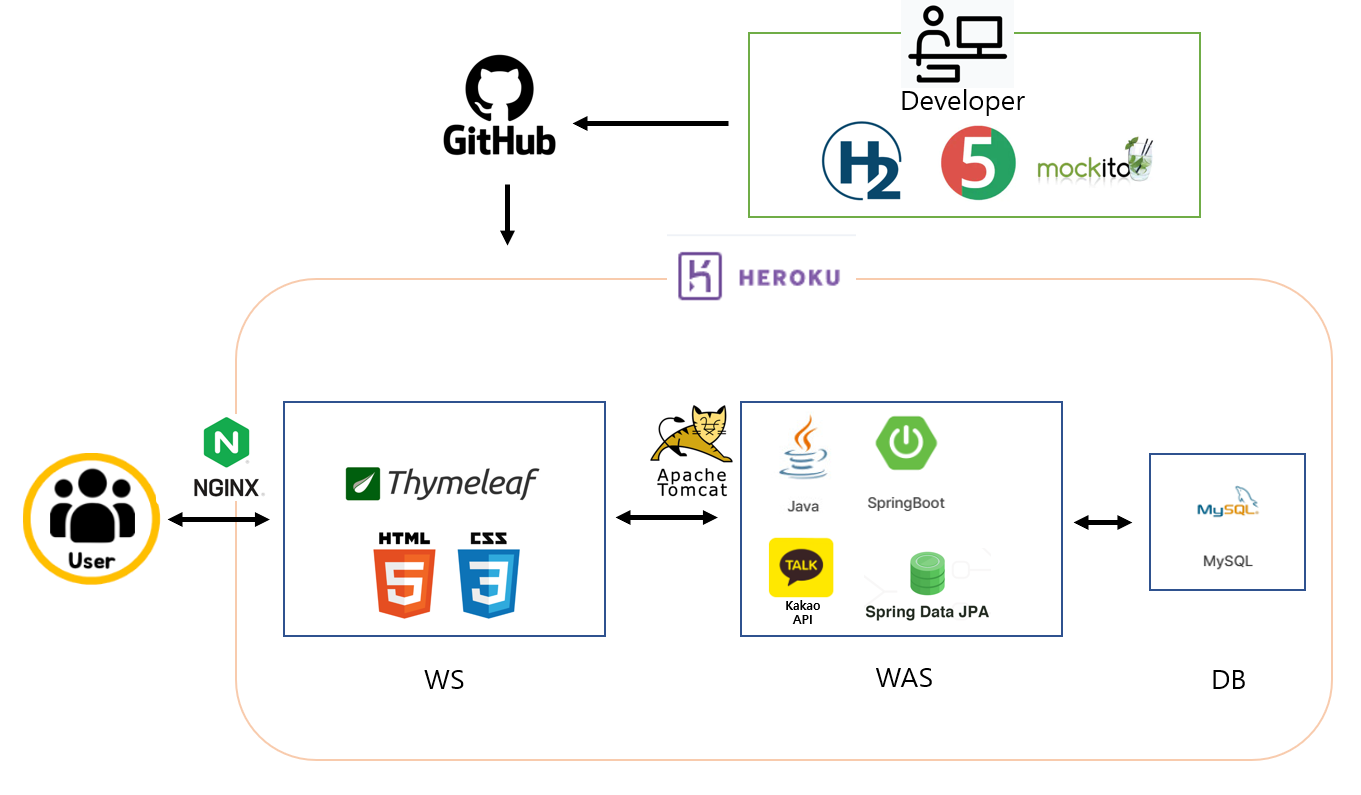 Developer
GitHub
H2
5
mockito
HEROKU
N
NGINX
User
Thymeleaf
HTML
5
CSS
3
Apache
Tomcat
Java
SpringBoot
TALK
Kakao
API
Spring Data JPA
MySQL
MySQL
WS
WAS
DB